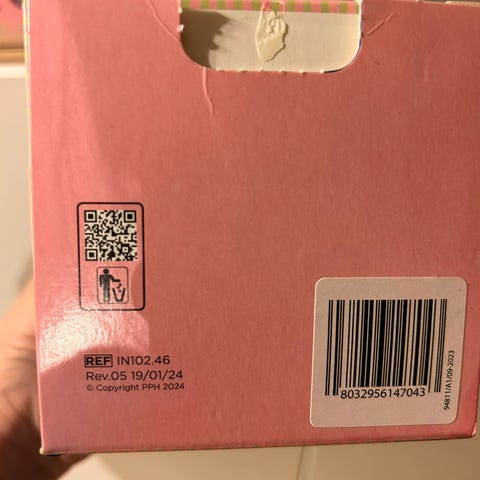 REF IN102.46
Rev.05 19/01/24
© Copyright PPH 2024
8032956147043
94811/A1/09-2023